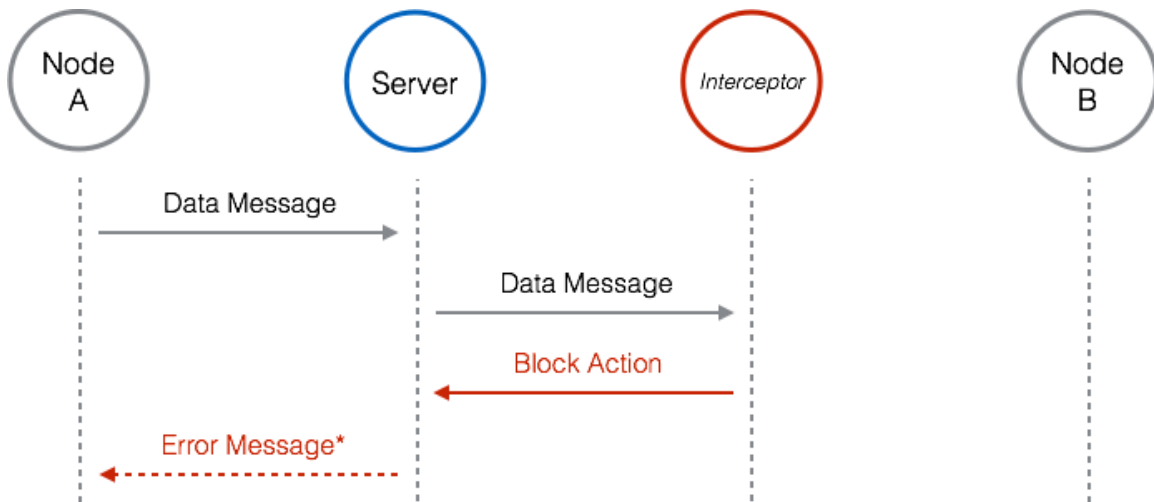 Node
A
Server
Interceptor
Node
B
Data Message
Data Message
Block Action
Error Message*